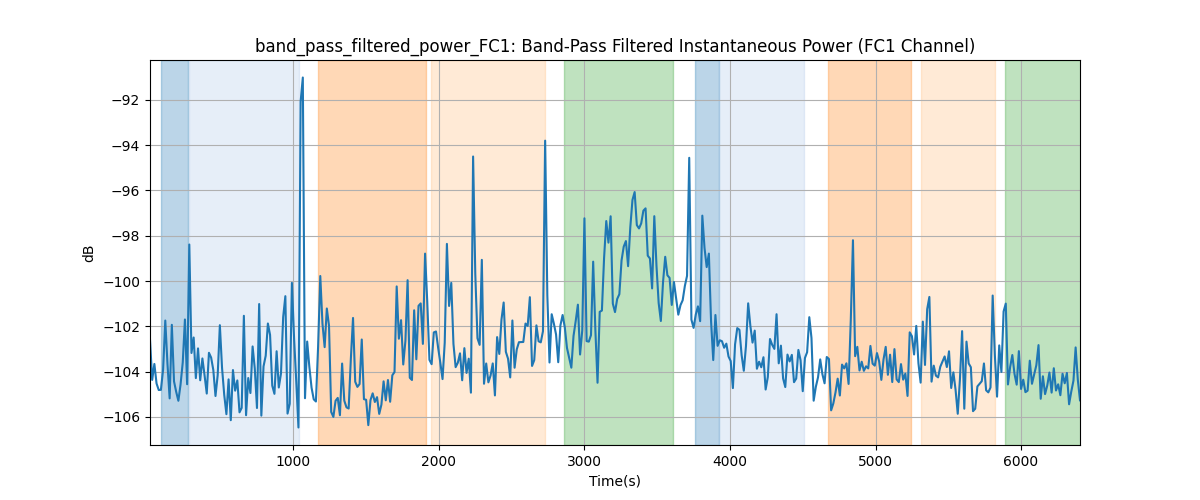 band_pass_filtered_power_FC1: Band-Pass Filtered Instantaneous Power (FC1 Channel)
−92
−94
−96
−98
−100
−102
−104
−106
dB
1000 2000 3000 4000 5000 6000
Time(s)